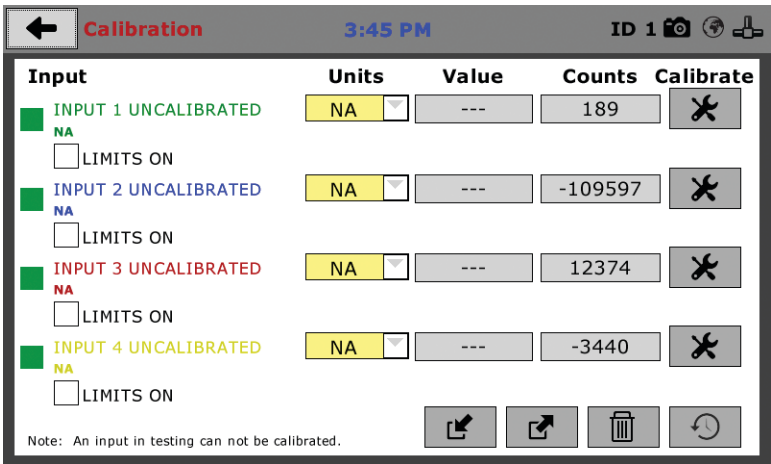 Calibration 3:45 PM ID 1
Input Units Value Counts Calibrate
INPUT 1 UNCALIBRATED NA --- 189
NA
LIMITS ON
INPUT 2 UNCALIBRATED NA --- -109597
NA
LIMITS ON
INPUT 3 UNCALIBRATED NA --- 12374
NA
LIMITS ON
INPUT 4 UNCALIBRATED NA --- -3440
NA
LIMITS ON
Note: An input in testing can not be calibrated.